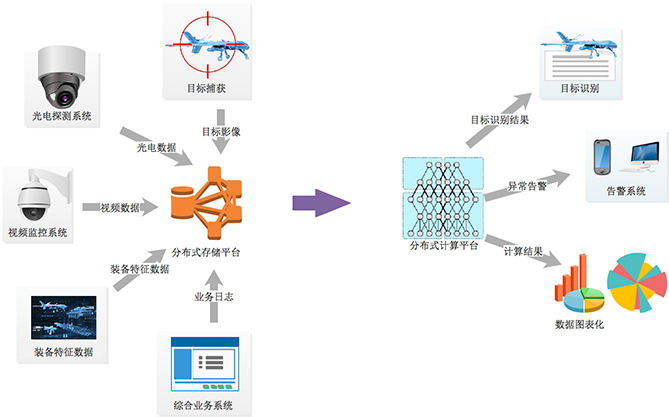 目标捕获
光电探测系统
目标影像
光电数据
视频监控系统
视频数据
分布式存储平台
装备特征数据
装备特征数据
业务日志
综合业务系统
目标识别
目标识别结果
异常告警
告警系统
分布式计算平台
计算结果
数据图表化